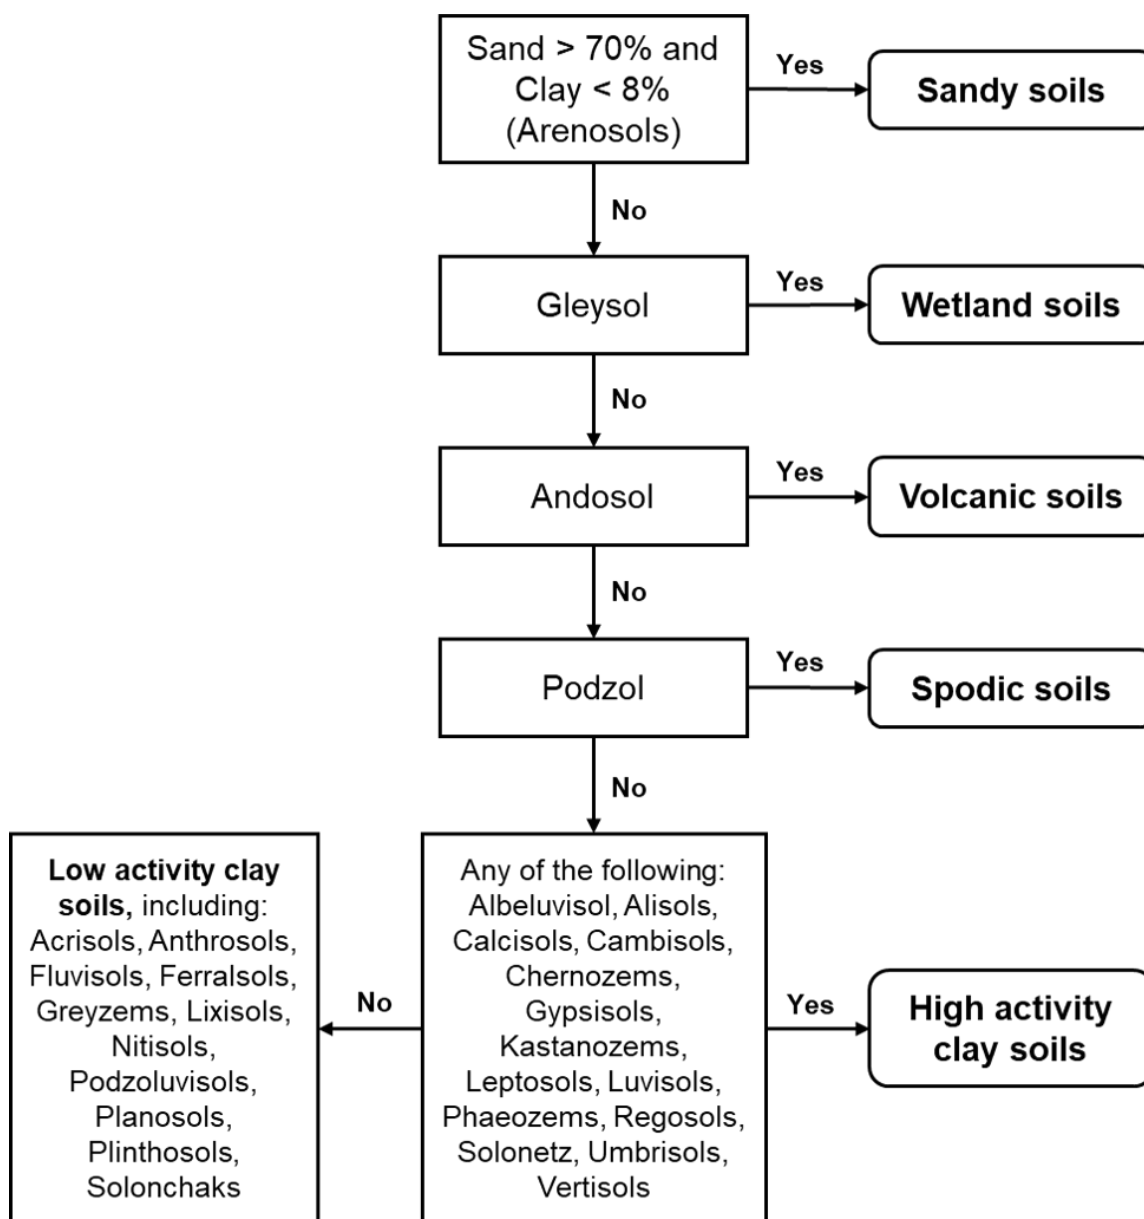 Sand > 70% and
Clay < 8%
(Arenosols)
Yes
Sandy soils
No
Gleysol
Yes
Wetland soils
No
Andosol
Yes
Volcanic soils
No
Podzol
Yes
Spodic soils
No
Low activity clay
soils, including:
Acrisols, Anthrosols,
Fluvisols, Ferralsols,
Greyzems, Lixisols,
Nitisols,
Podzoluvisols,
Planosols,
Plinthosols,
Solonchaks
No
Any of the following:
Albeluvisol, Alisols,
Calcisols, Cambisols,
Chernozems,
Gypsisols,
Kastanozems,
Leptosols, Luvisols,
Phaeozems, Regosols,
Solonetz, Umbrisols,
Vertisols
Yes
High activity
clay soils